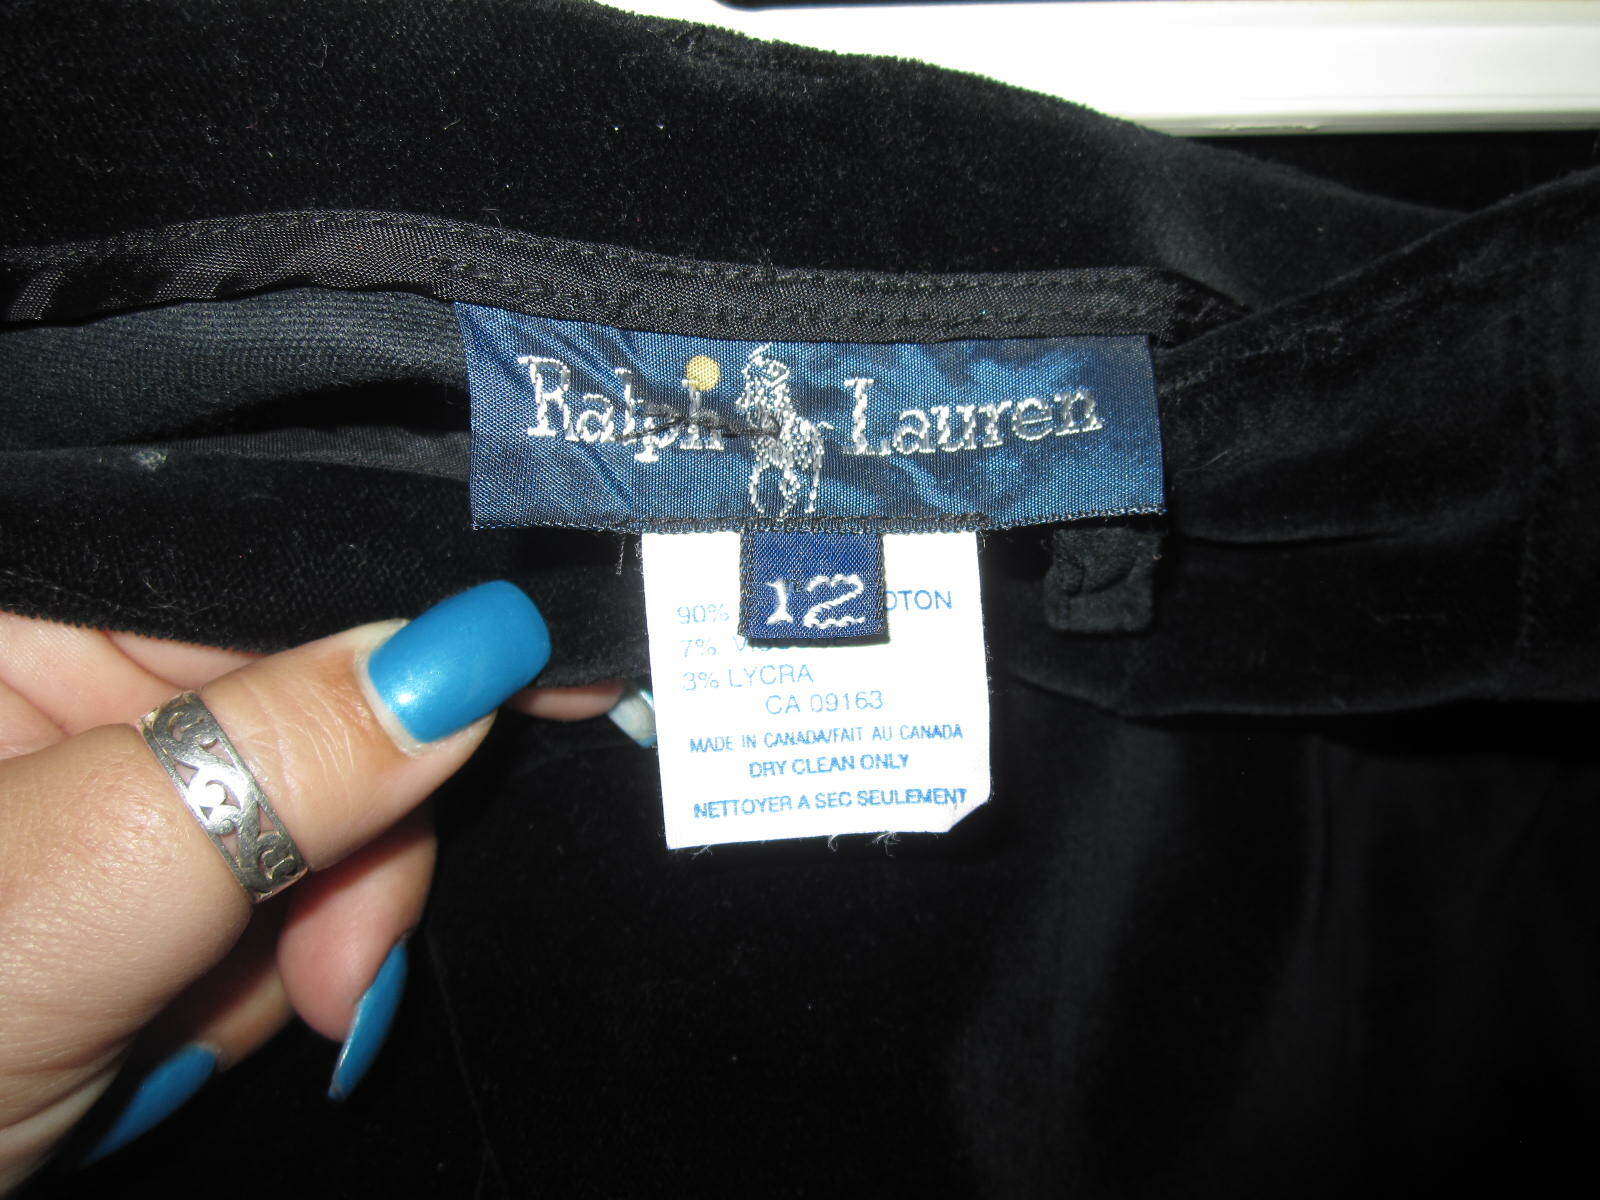 Ralph Lauren
12
90%
7%
3% LYCRA
CA 09163
MADE IN CANADA/FAIT AU CANADA
DRY CLEAN ONLY
NETTOYER A SEC SEULEMENT